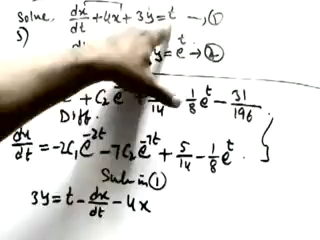 Solve. dx/dt + 4x + 3y = t → ①
5)
y = e^t → ②
+ C₂e /14 - 1/8 e^t - 31/196
Diff.
dx/dt = -2C₁e^-2t - 7C₂e^-7t + 5/14 - 1/8 e^t.
Sub in ①
3y = t - dx/dt - 4x